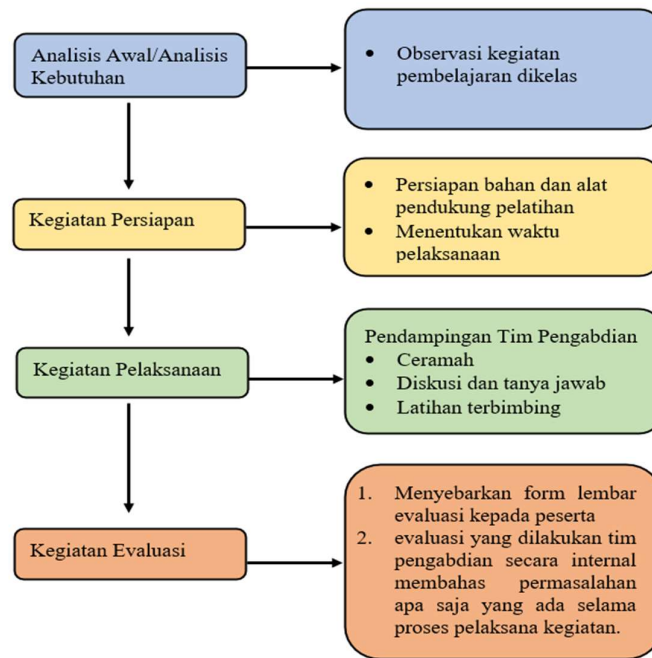 Analisis Awal/Analisis
Kebutuhan
• Observasi kegiatan
pembelajaran dikelas
Kegiatan Persiapan
• Persiapan bahan dan alat
pendukung pelatihan
• Menentukan waktu
pelaksanaan
Kegiatan Pelaksanaan
Pendampingan Tim Pengabdian
• Ceramah
• Diskusi dan tanya jawab
• Latihan terbimbing
Kegiatan Evaluasi
1. Menyebarkan form lembar
evaluasi kepada peserta
2. evaluasi yang dilakukan tim
pengabdian secara internal
membahas permasalahan
apa saja yang ada selama
proses pelaksana kegiatan.